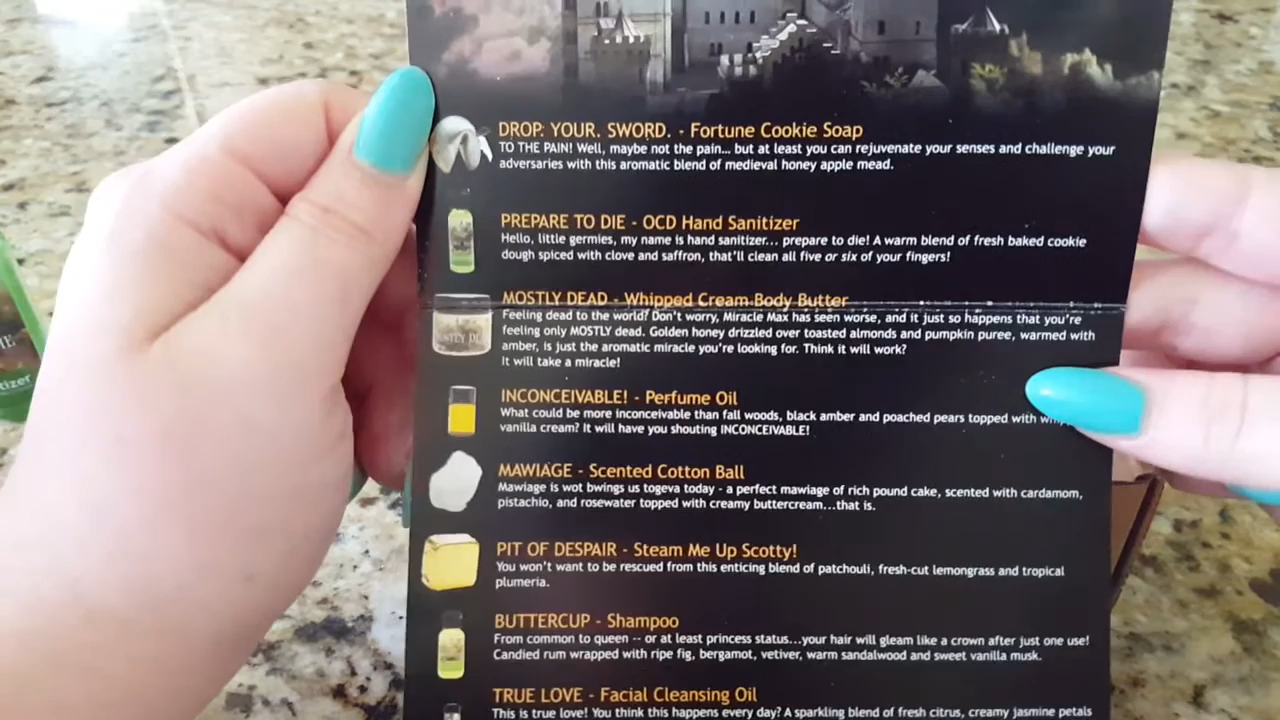 DROP. YOUR. SWORD. - Fortune Cookie Soap
TO THE PAIN! Well, maybe not the pain... but at least you can rejuvenate your senses and challenge your
adversaries with this aromatic blend of medieval honey apple mead.
PREPARE TO DIE - OCD Hand Sanitizer
Hello, little germies, my name is hand sanitizer... prepare to die! A warm blend of fresh baked cookie
dough spiced with clove and saffron, that'll clean all five or six of your fingers!
MOSTLY DEAD - Whipped Cream Body Butter
Feeling dead to the world? Don't worry, Miracle Max has seen worse, and it just so happens that you're
feeling only MOSTLY dead. Golden honey drizzled over toasted almonds and pumpkin puree, warmed with
amber, is just the aromatic miracle you're looking for. Think it will work?
It will take a miracle!
INCONCEIVABLE! - Perfume Oil
What could be more inconceivable than fall woods, black amber and poached pears topped with
vanilla cream? It will have you shouting INCONCEIVABLE!
MAWIAGE - Scented Cotton Ball
Mawiage is wot bwings us togeva today - a perfect mawiage of rich pound cake, scented with cardamom,
pistachio, and rosewater topped with creamy buttercream...that is.
PIT OF DESPAIR - Steam Me Up Scotty!
You won't want to be rescued from this enticing blend of patchouli, fresh-cut lemongrass and tropical
plumeria.
BUTTERCUP - Shampoo
From common to queen -- or at least princess status...your hair will gleam like a crown after just one use!
Candied rum wrapped with ripe fig, bergamot, vetiver, warm sandalwood and sweet vanilla musk.
TRUE LOVE - Facial Cleansing Oil
This is true love! You think this happens every day? A sparkling blend of fresh citrus, creamy jasmine petals